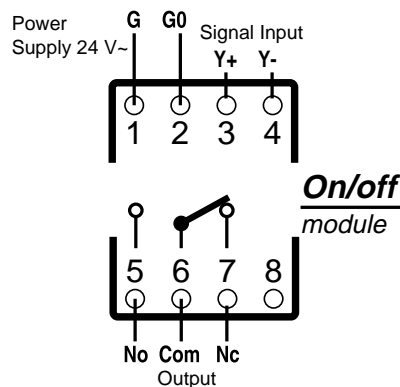 Power
Supply 24 V~
G G0
Signal Input
Y+ Y-
1 2 3 4
On/off
module
5 6 7 8
No Com Nc
Output